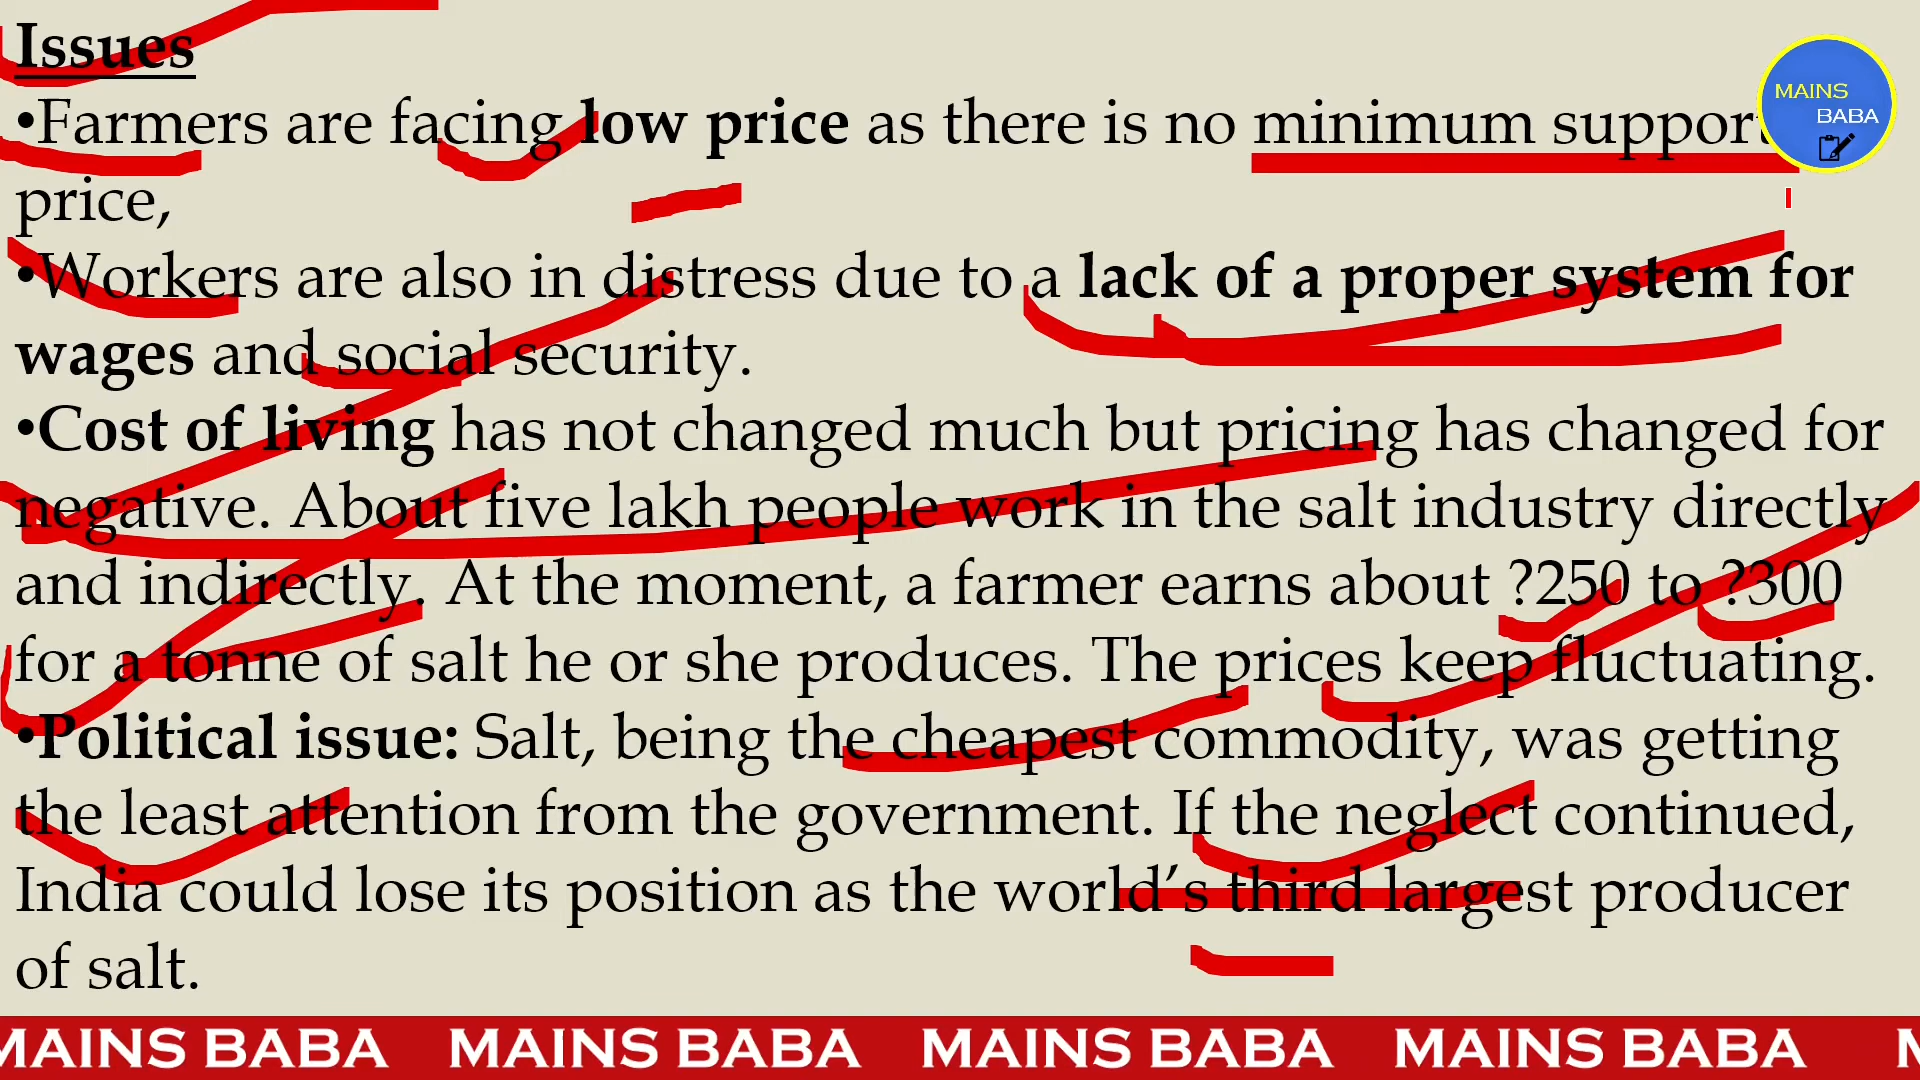 Issues
•Farmers are facing low price as there is no minimum support
price,
•Workers are also in distress due to a lack of a proper system for
wages and social security.
•Cost of living has not changed much but pricing has changed for
negative. About five lakh people work in the salt industry directly
and indirectly. At the moment, a farmer earns about ?250 to ?300
for a tonne of salt he or she produces. The prices keep fluctuating.
•Political issue: Salt, being the cheapest commodity, was getting
the least attention from the government. If the neglect continued,
India could lose its position as the world’s third largest producer
of salt.
MAINS
BABA
MAINS BABA MAINS BABA MAINS BABA MAINS BABA M